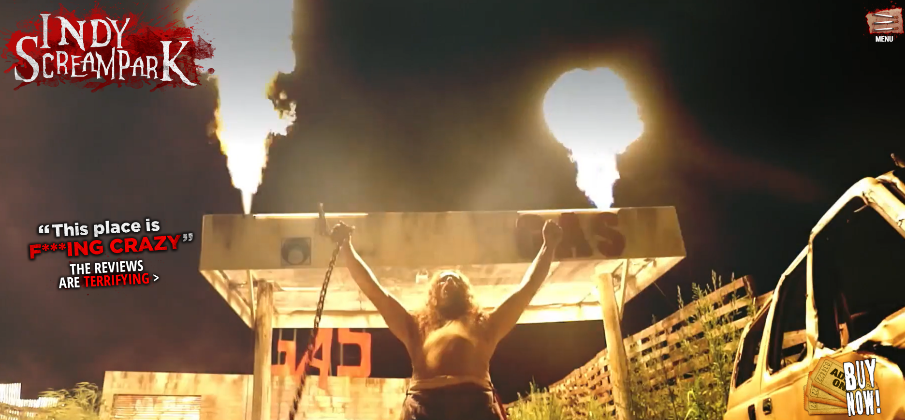 INDY
SCREAMPARK
MENU
“This place is
F***ING CRAZY”
THE REVIEWS
ARE TERRIFYING >
GAS
GAS
BUY
NOW!